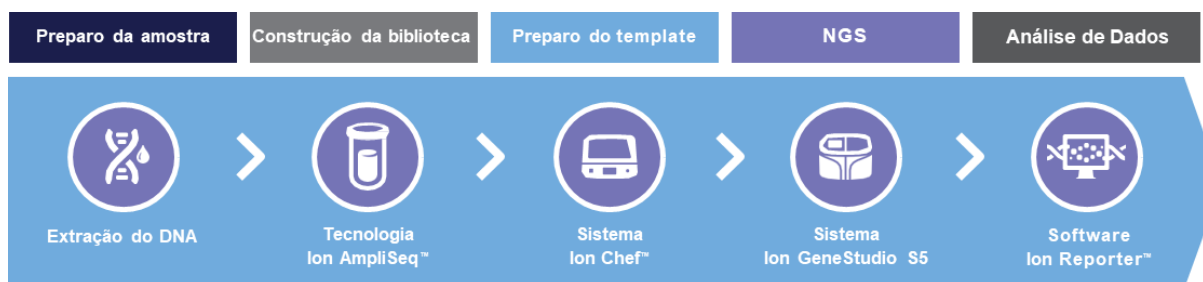 Preparo da amostra
Construção da biblioteca
Preparo do template
NGS
Análise de Dados
Extração do DNA
Tecnologia
Ion AmpliSeq™
Sistema
Ion Chef™
Sistema
Ion GeneStudio S5
Software
Ion Reporter™